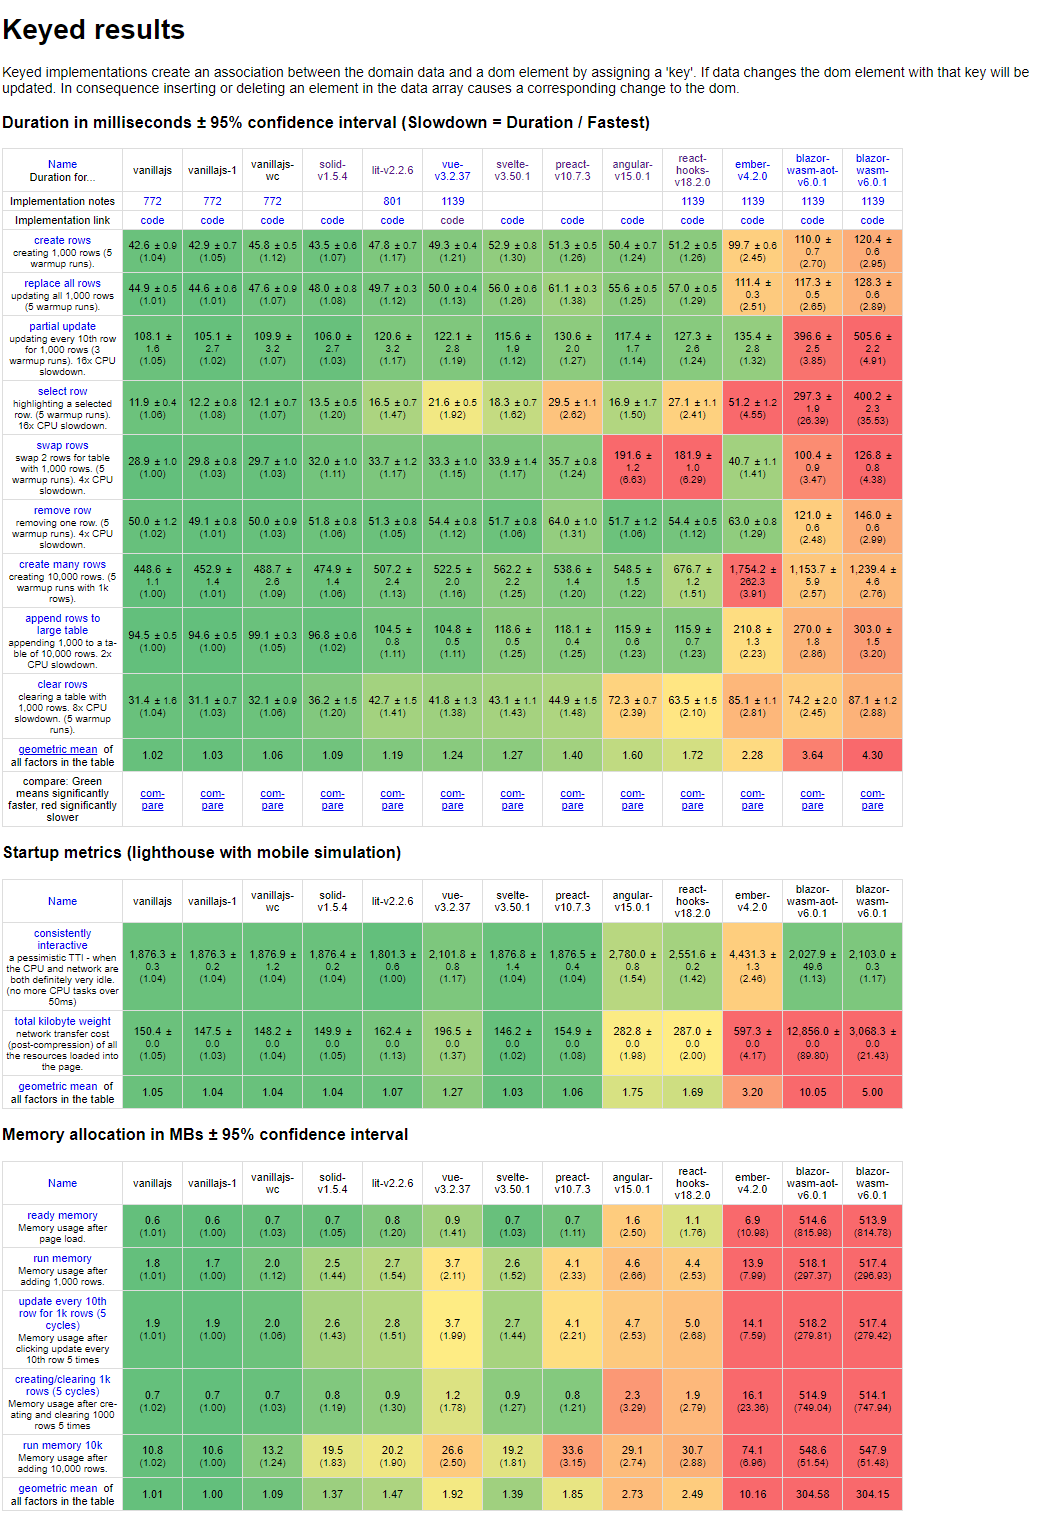 Keyed results
Keyed implementations create an association between the domain data and a dom element by assigning a 'key'. If data changes the dom element with that key will be
updated. In consequence inserting or deleting an element in the data array causes a corresponding change to the dom.
Duration in milliseconds ± 95% confidence interval (Slowdown = Duration / Fastest)
Name Duration for... vanillajs vanillajs-1 vanillajs-wc solid-v1.5.4 lit-v2.2.6 vue-v3.2.37 svelte-v3.50.1 preact-v10.7.3 angular-v15.0.1 react-hooks-v18.2.0 ember-v4.2.0 blazor-wasm-aot-v6.0.1 blazor-wasm-v6.0.1
Implementation notes 772 772 772 801 1139 1139 1139 1139 1139
Implementation link code code code code code code code code code code code code code
create rows creating 1,000 rows (5 warmup runs). 42.6 ± 0.9 (1.04) 42.9 ± 0.7 (1.05) 45.8 ± 0.5 (1.12) 43.5 ± 0.6 (1.07) 47.8 ± 0.7 (1.17) 49.3 ± 0.4 (1.21) 52.9 ± 0.8 (1.30) 51.3 ± 0.5 (1.26) 50.4 ± 0.7 (1.24) 51.2 ± 0.5 (1.26) 99.7 ± 0.6 (2.45) 110.0 ± 0.7 (2.70) 120.4 ± 0.6 (2.95)
replace all rows updating all 1,000 rows (5 warmup runs). 44.9 ± 0.5 (1.01) 44.6 ± 0.6 (1.01) 47.6 ± 0.9 (1.07) 48.0 ± 0.8 (1.08) 49.7 ± 0.3 (1.12) 50.0 ± 0.4 (1.13) 56.0 ± 0.6 (1.26) 61.1 ± 0.3 (1.38) 55.6 ± 0.5 (1.25) 57.0 ± 0.5 (1.29) 111.4 ± 0.3 (2.51) 117.3 ± 0.5 (2.65) 128.3 ± 0.6 (2.89)
partial update updating every 10th row for 1,000 rows (3 warmup runs). 16x CPU slowdown. 108.1 ± 1.6 (1.05) 105.1 ± 2.7 (1.02) 109.9 ± 3.2 (1.07) 106.0 ± 2.7 (1.03) 120.6 ± 3.2 (1.17) 122.1 ± 2.8 (1.19) 115.6 ± 1.9 (1.12) 130.6 ± 2.0 (1.27) 117.4 ± 1.7 (1.14) 127.3 ± 2.6 (1.24) 135.4 ± 2.8 (1.32) 396.6 ± 2.5 (3.85) 505.6 ± 2.2 (4.91)
select row highlighting a selected row. (5 warmup runs). 16x CPU slowdown. 11.9 ± 0.4 (1.06) 12.2 ± 0.8 (1.08) 12.1 ± 0.7 (1.07) 13.5 ± 0.5 (1.20) 16.5 ± 0.7 (1.47) 21.6 ± 0.5 (1.92) 18.3 ± 0.7 (1.62) 29.5 ± 1.1 (2.62) 16.9 ± 1.7 (1.50) 27.1 ± 1.1 (2.41) 51.2 ± 1.2 (4.55) 297.3 ± 1.9 (26.39) 400.2 ± 2.3 (35.53)
swap rows swap 2 rows for table with 1,000 rows. (5 warmup runs). 4x CPU slowdown. 28.9 ± 1.0 (1.00) 29.8 ± 0.8 (1.03) 29.7 ± 1.0 (1.03) 32.0 ± 1.0 (1.11) 33.7 ± 1.2 (1.17) 33.3 ± 1.0 (1.15) 33.9 ± 1.4 (1.17) 35.7 ± 0.8 (1.24) 191.6 ± 1.2 (6.63) 181.9 ± 1.0 (6.29) 40.7 ± 1.1 (1.41) 100.4 ± 0.9 (3.47) 126.8 ± 0.8 (4.38)
remove row removing one row. (5 warmup runs). 4x CPU slowdown. 50.0 ± 1.2 (1.02) 49.1 ± 0.8 (1.01) 50.0 ± 0.9 (1.03) 51.8 ± 0.8 (1.06) 51.3 ± 0.8 (1.05) 54.4 ± 0.8 (1.12) 51.7 ± 0.8 (1.06) 64.0 ± 1.0 (1.31) 51.7 ± 1.2 (1.06) 54.4 ± 0.5 (1.12) 63.0 ± 0.8 (1.29) 121.0 ± 0.6 (2.48) 146.0 ± 0.6 (2.99)
create many rows creating 10,000 rows. (5 warmup runs with 1k rows). 448.6 ± 1.1 (1.00) 452.9 ± 1.4 (1.01) 488.7 ± 2.6 (1.09) 474.9 ± 1.4 (1.06) 507.2 ± 2.4 (1.13) 522.5 ± 2.0 (1.16) 562.2 ± 2.2 (1.25) 538.6 ± 1.4 (1.20) 548.5 ± 1.5 (1.22) 676.7 ± 1.2 (1.51) 1,754.2 ± 262.3 (3.91) 1,153.7 ± 5.9 (2.57) 1,239.4 ± 4.6 (2.76)
append rows to large table appending 1,000 to a table of 10,000 rows. 2x CPU slowdown. 94.5 ± 0.5 (1.00) 94.6 ± 0.5 (1.00) 99.1 ± 0.3 (1.05) 96.8 ± 0.6 (1.02) 104.5 ± 0.8 (1.11) 104.8 ± 0.5 (1.11) 118.6 ± 0.5 (1.25) 118.1 ± 0.4 (1.25) 115.9 ± 0.6 (1.23) 115.9 ± 0.7 (1.23) 210.8 ± 1.3 (2.23) 270.0 ± 1.8 (2.86) 303.0 ± 1.5 (3.20)
clear rows clearing a table with 1,000 rows. 8x CPU slowdown. (5 warmup runs). 31.4 ± 1.6 (1.04) 31.1 ± 0.7 (1.03) 32.1 ± 0.9 (1.06) 36.2 ± 1.5 (1.20) 42.7 ± 1.5 (1.41) 41.8 ± 1.3 (1.38) 43.1 ± 1.1 (1.43) 44.9 ± 1.5 (1.48) 72.3 ± 0.7 (2.39) 63.5 ± 1.5 (2.10) 85.1 ± 1.1 (2.81) 74.2 ± 2.0 (2.45) 87.1 ± 1.2 (2.88)
geometric mean of all factors in the table 1.02 1.03 1.06 1.09 1.19 1.24 1.27 1.40 1.60 1.72 2.28 3.64 4.30
compare: Green means significantly faster, red significantly slower com-pare com-pare com-pare com-pare com-pare com-pare com-pare com-pare com-pare com-pare com-pare com-pare com-pare
Startup metrics (lighthouse with mobile simulation)
Name vanillajs vanillajs-1 vanillajs-wc solid-v1.5.4 lit-v2.2.6 vue-v3.2.37 svelte-v3.50.1 preact-v10.7.3 angular-v15.0.1 react-hooks-v18.2.0 ember-v4.2.0 blazor-wasm-aot-v6.0.1 blazor-wasm-v6.0.1
consistently interactive a pessimistic TTI - when the CPU and network are both definitely very idle. (no more CPU tasks over 50ms) 1,876.3 ± 0.3 (1.04) 1,876.3 ± 0.2 (1.04) 1,876.9 ± 1.2 (1.04) 1,876.4 ± 0.2 (1.04) 1,801.3 ± 0.6 (1.00) 2,101.8 ± 0.8 (1.17) 1,876.8 ± 1.4 (1.04) 1,876.5 ± 0.4 (1.04) 2,780.0 ± 0.8 (1.54) 2,551.6 ± 0.2 (1.42) 4,431.3 ± 1.3 (2.46) 2,027.9 ± 49.6 (1.13) 2,103.0 ± 0.3 (1.17)
total kilobyte weight network transfer cost (post-compression) of all the resources loaded into the page. 150.4 ± 0.0 (1.05) 147.5 ± 0.0 (1.03) 148.2 ± 0.0 (1.04) 149.9 ± 0.0 (1.05) 162.4 ± 0.0 (1.13) 196.5 ± 0.0 (1.37) 146.2 ± 0.0 (1.02) 154.9 ± 0.0 (1.08) 282.8 ± 0.0 (1.98) 287.0 ± 0.0 (2.00) 597.3 ± 0.0 (4.17) 12,856.0 ± 0.0 (89.80) 3,068.3 ± 0.0 (21.43)
geometric mean of all factors in the table 1.05 1.04 1.04 1.04 1.07 1.27 1.03 1.06 1.75 1.69 3.20 10.05 5.00
Memory allocation in MBs ± 95% confidence interval
Name vanillajs vanillajs-1 vanillajs-wc solid-v1.5.4 lit-v2.2.6 vue-v3.2.37 svelte-v3.50.1 preact-v10.7.3 angular-v15.0.1 react-hooks-v18.2.0 ember-v4.2.0 blazor-wasm-aot-v6.0.1 blazor-wasm-v6.0.1
ready memory Memory usage after page load. 0.6 (1.01) 0.6 (1.00) 0.7 (1.03) 0.7 (1.05) 0.8 (1.20) 0.9 (1.41) 0.7 (1.03) 0.7 (1.11) 1.6 (2.50) 1.1 (1.76) 6.9 (10.98) 514.6 (815.98) 513.9 (814.78)
run memory Memory usage after adding 1,000 rows. 1.8 (1.01) 1.7 (1.00) 2.0 (1.12) 2.5 (1.44) 2.7 (1.54) 3.7 (2.11) 2.6 (1.52) 4.1 (2.33) 4.6 (2.66) 4.4 (2.53) 13.9 (7.99) 518.1 (297.37) 517.4 (296.93)
update every 10th row for 1k rows (5 cycles) Memory usage after clicking update every 10th row 5 times 1.9 (1.01) 1.9 (1.00) 2.0 (1.06) 2.6 (1.43) 2.8 (1.51) 3.7 (1.99) 2.7 (1.44) 4.1 (2.21) 4.7 (2.53) 5.0 (2.68) 14.1 (7.59) 518.2 (279.81) 517.4 (279.42)
creating/clearing 1k rows (5 cycles) Memory usage after creating and clearing 1000 rows 5 times 0.7 (1.02) 0.7 (1.00) 0.7 (1.03) 0.8 (1.19) 0.9 (1.30) 1.2 (1.78) 0.9 (1.27) 0.8 (1.21) 2.3 (3.29) 1.9 (2.79) 16.1 (23.36) 514.9 (749.04) 514.1 (747.94)
run memory 10k Memory usage after adding 10,000 rows. 10.8 (1.02) 10.6 (1.00) 13.2 (1.24) 19.5 (1.83) 20.2 (1.90) 26.6 (2.50) 19.2 (1.81) 33.6 (3.15) 29.1 (2.74) 30.7 (2.88) 74.1 (6.96) 548.6 (51.54) 547.9 (51.48)
geometric mean of all factors in the table 1.01 1.00 1.09 1.37 1.47 1.92 1.39 1.85 2.73 2.49 10.16 304.58 304.15